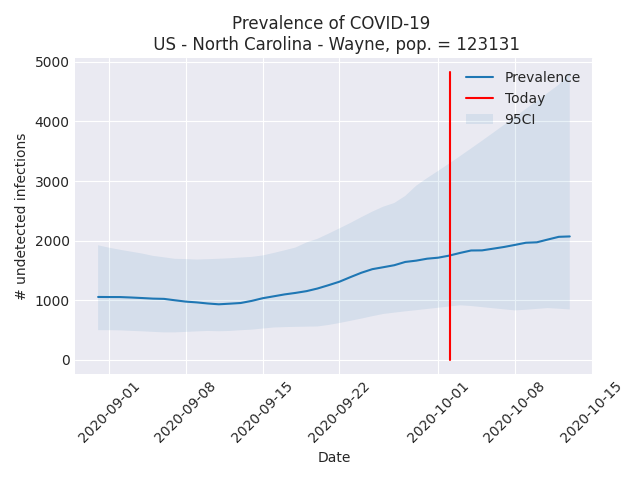 Prevalence of COVID-19
US - North Carolina - Wayne, pop. = 123131
5000
4000
3000
2000
1000
0
# undetected infections
Prevalence
Today
95CI
2020-09-01
2020-09-08
2020-09-15
2020-09-22
2020-10-01
2020-10-08
2020-10-15
Date